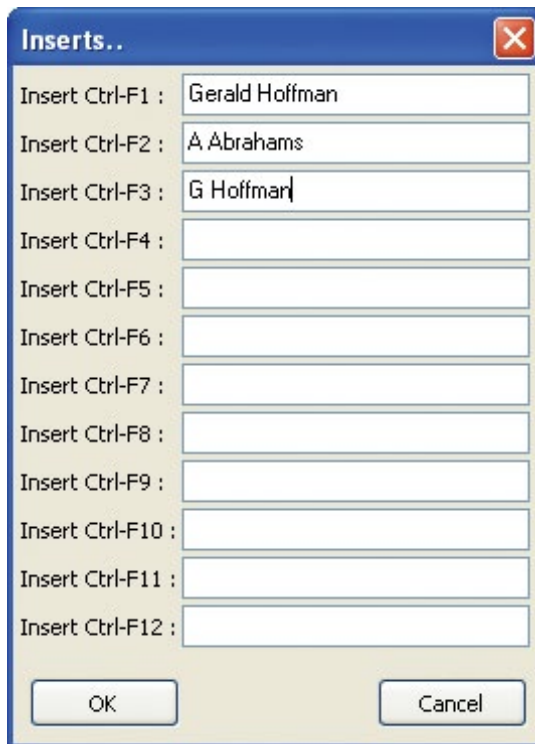 Inserts..
Insert Ctrl-F1 : Gerald Hoffman
Insert Ctrl-F2 : A Abrahams
Insert Ctrl-F3 : G Hoffman
Insert Ctrl-F4 :
Insert Ctrl-F5 :
Insert Ctrl-F6 :
Insert Ctrl-F7 :
Insert Ctrl-F8 :
Insert Ctrl-F9 :
Insert Ctrl-F10 :
Insert Ctrl-F11 :
Insert Ctrl-F12 :
OK Cancel